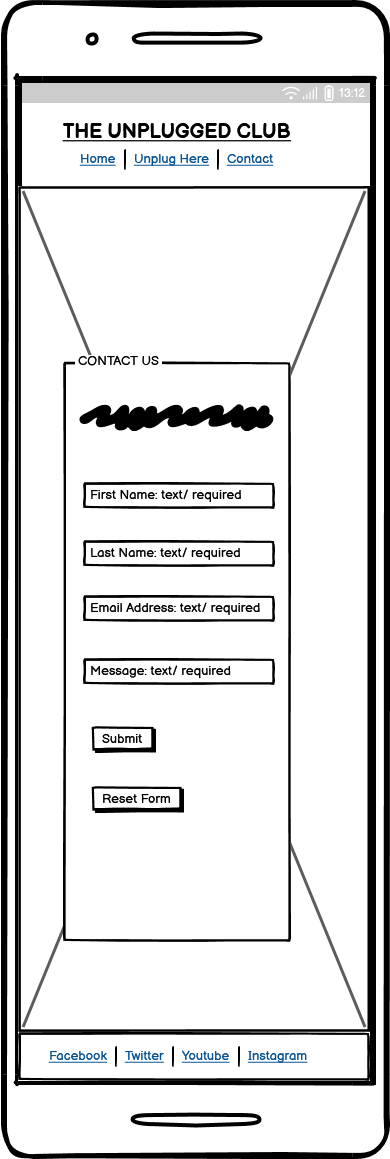 13:12
THE UNPLUGGED CLUB
Home Unplug Here Contact
CONTACT US
First Name: text/ required
Last Name: text/ required
Email Address: text/ required
Message: text/ required
Submit
Reset Form
Facebook Twitter Youtube Instagram